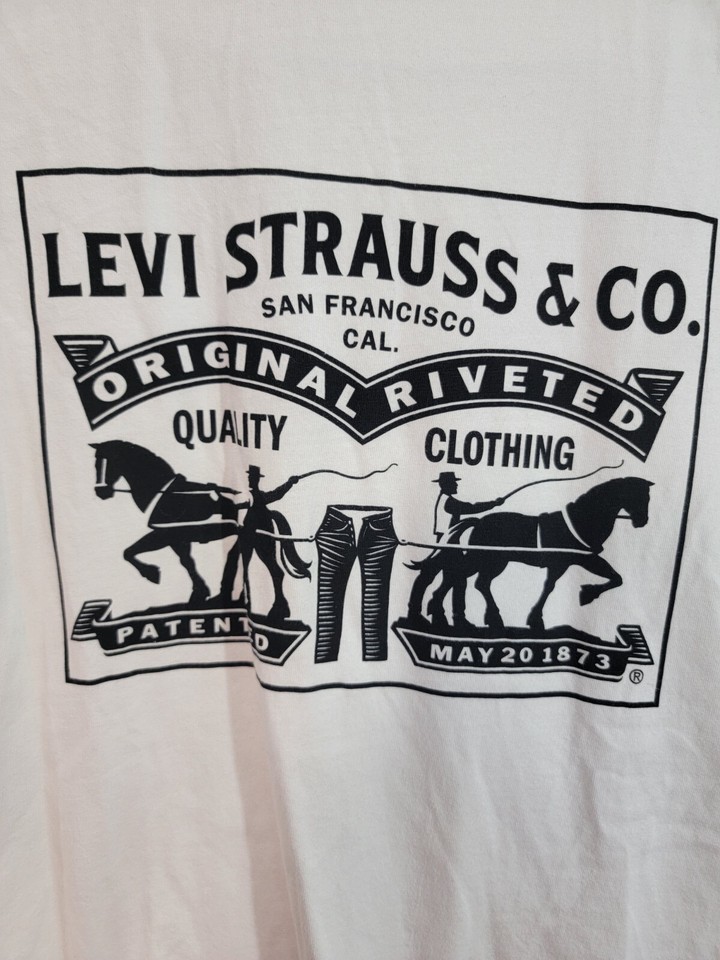 LEVI STRAUSS & CO.
SAN FRANCISCO
CAL.
ORIGINAL RIVETED
QUALITY CLOTHING
PATENTED MAY 20 1873
®